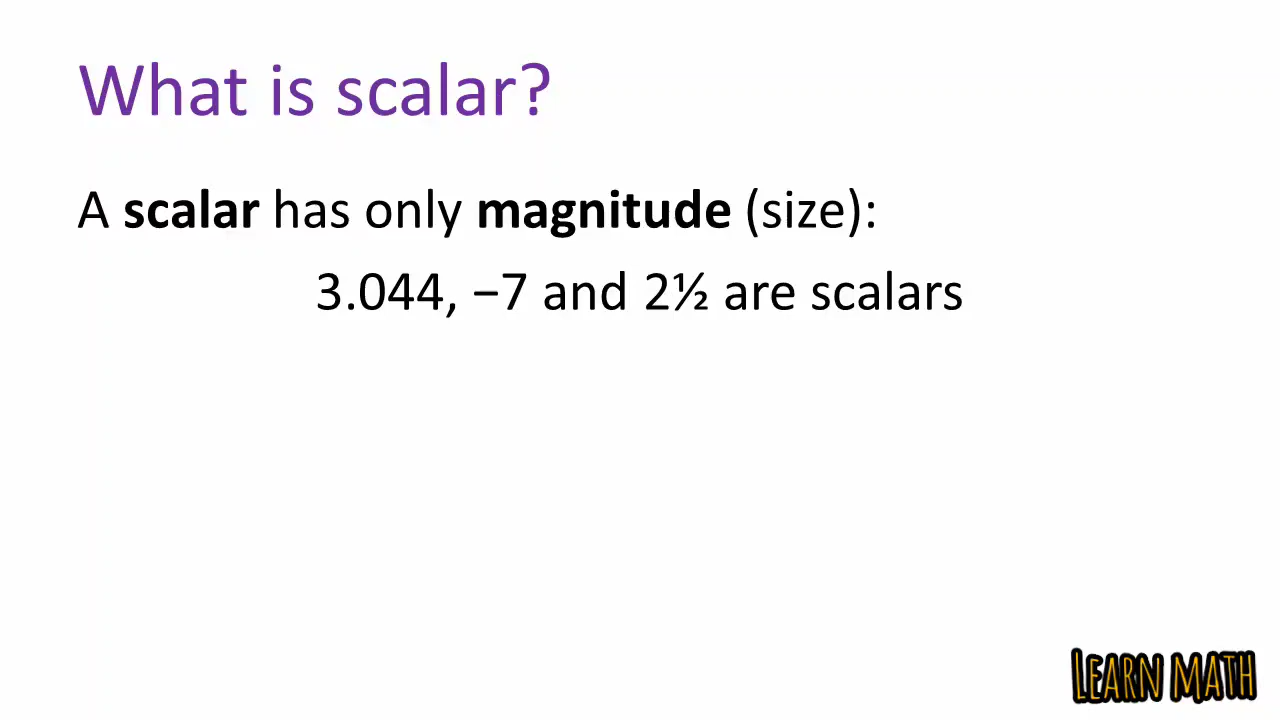 What is scalar?
A scalar has only magnitude (size):
3.044, −7 and 2½ are scalars
LEARN MATH